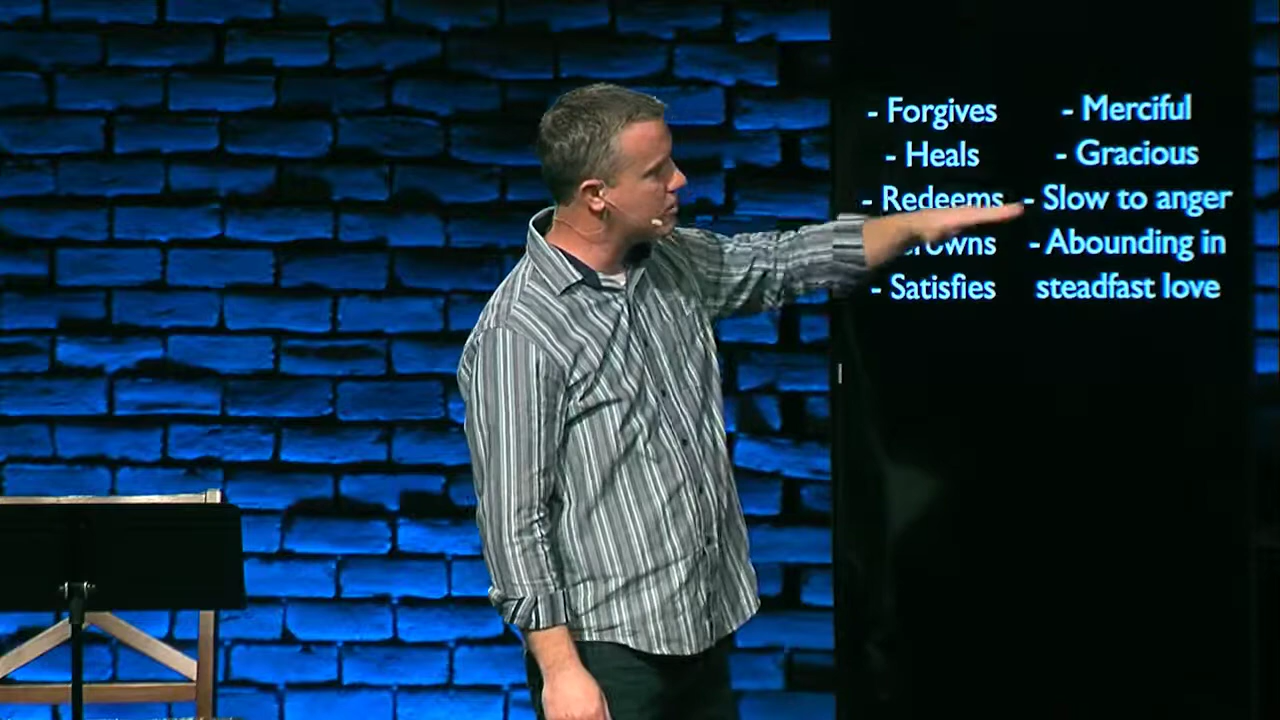 - Forgives
- Heals
- Redeems
- Satisfies
- Merciful
- Gracious
- Slow to anger
- Abounding in
steadfast love